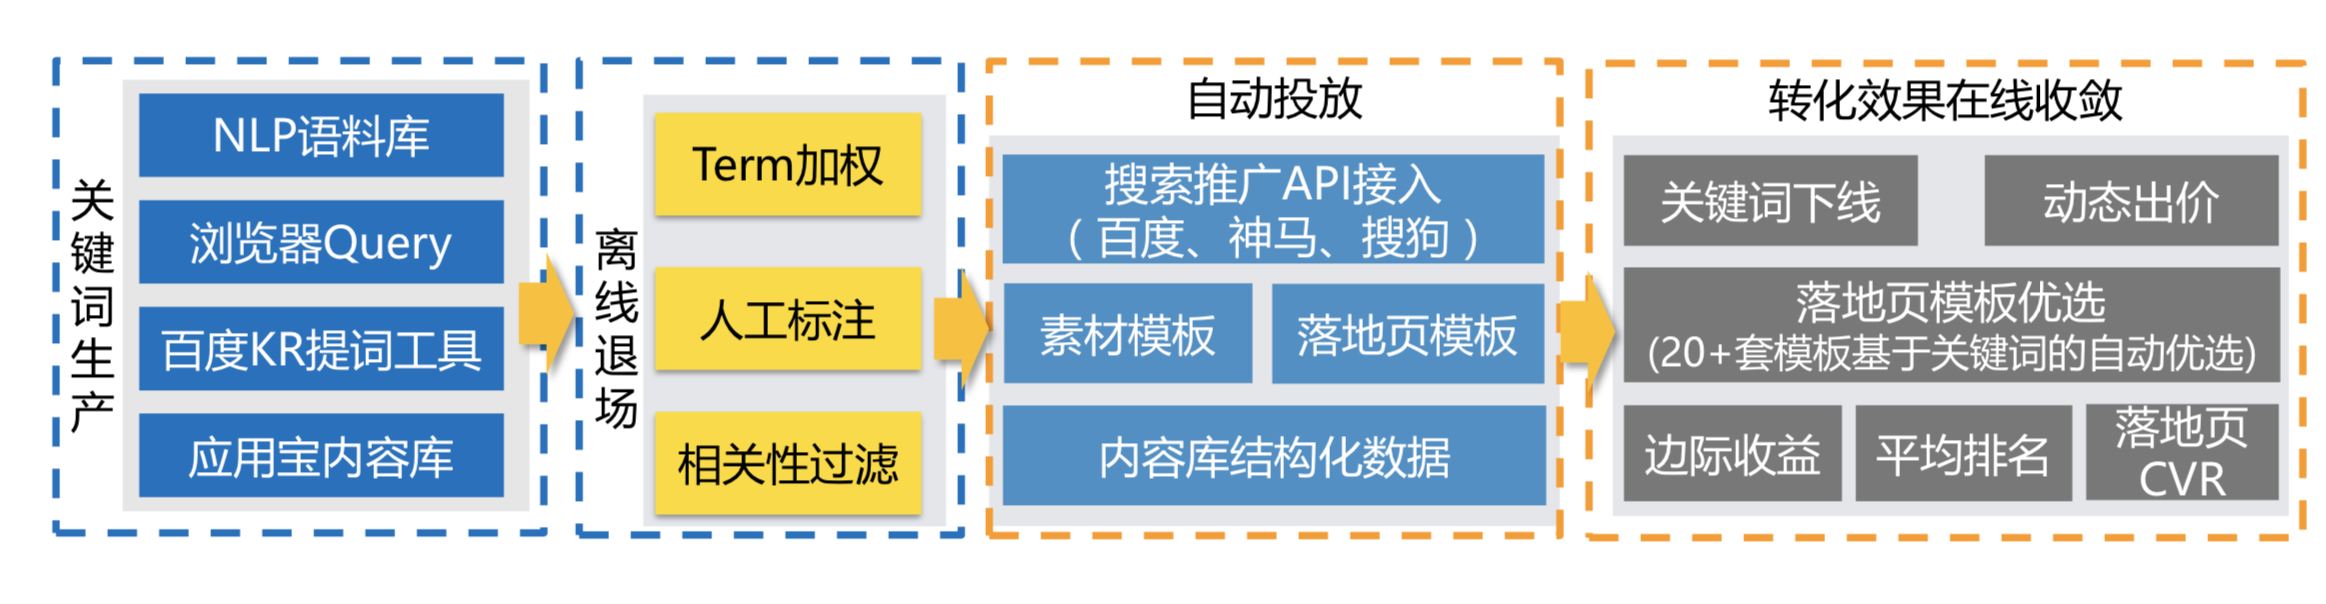 关键词生产
NLP语料库
浏览器Query
百度KR提词工具
应用宝内容库
离线退场
Term加权
人工标注
相关性过滤
自动投放
搜索推广API接入
（百度、神马、搜狗）
素材模板
落地页模板
内容库结构化数据
转化效果在线收敛
关键词下线
动态出价
落地页模板优选
(20+套模板基于关键词的自动优选)
边际收益
平均排名
落地页
CVR